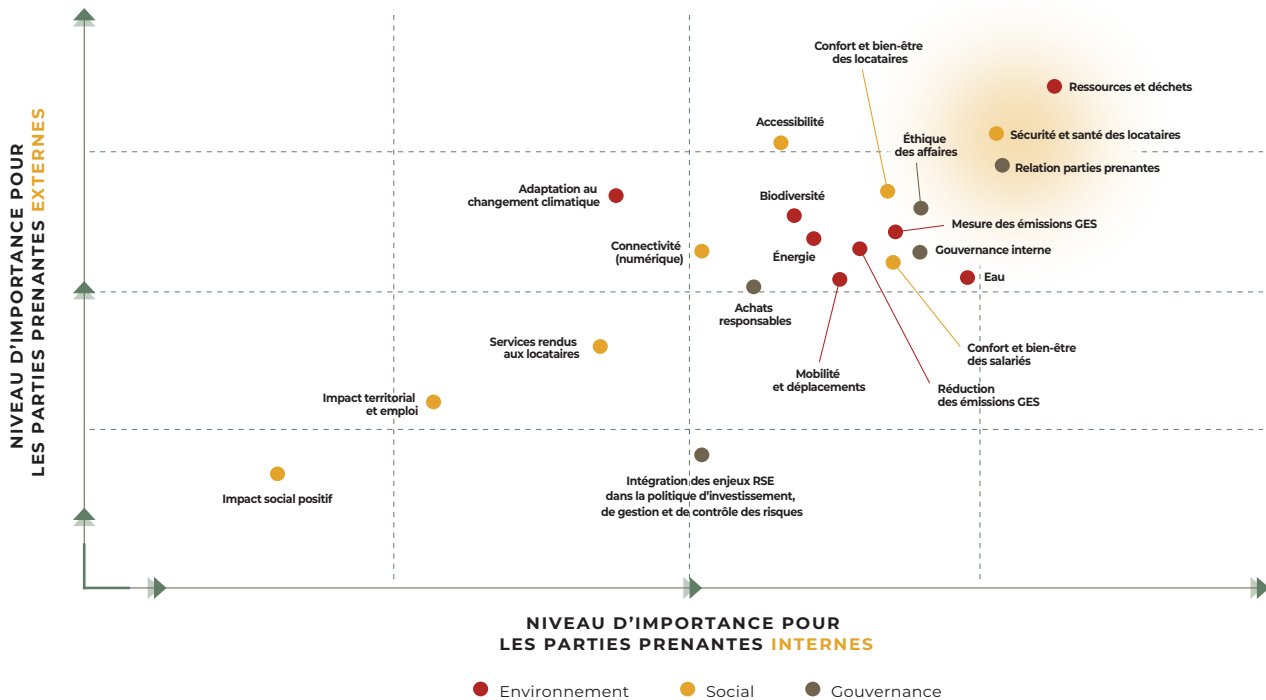 NIVEAU D’IMPORTANCE POUR
LES PARTIES PRENANTES EXTERNES
Confort et bien-être
des locataires
Ressources et déchets
Accessibilité
Sécurité et santé des locataires
Éthique
des affaires
Relation parties prenantes
Adaptation au
changement climatique
Biodiversité
Mesure des émissions GES
Connectivité
(numérique)
Énergie
Gouvernance interne
Eau
Achats
responsables
Services rendus
aux locataires
Confort et bien-être
des salariés
Mobilité
et déplacements
Réduction
des émissions GES
Impact territorial
et emploi
Impact social positif
Intégration des enjeux RSE
dans la politique d’investissement,
de gestion et de contrôle des risques
NIVEAU D’IMPORTANCE POUR
LES PARTIES PRENANTES INTERNES
Environnement
Social
Gouvernance